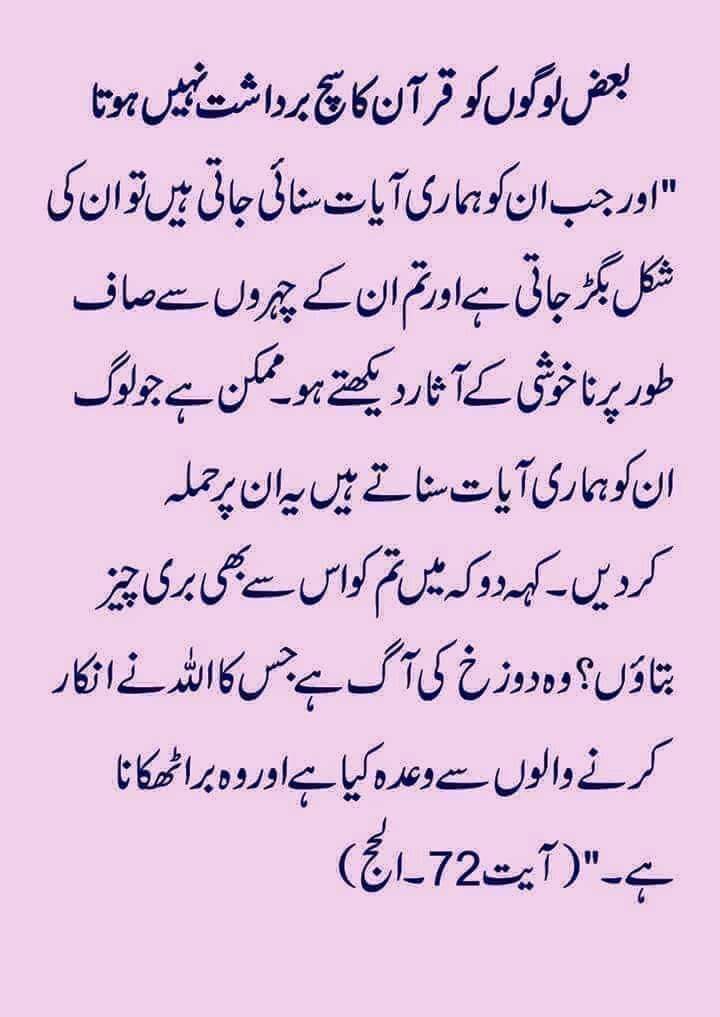 بعض لوگوں کو قرآن کا سچ برداشت نہیں ہوتا
"اور جب ان کو ہماری آیات سنائی جاتی ہیں تو ان کی
شکل بگڑ جاتی ہے اور تم ان کے چہروں سے صاف
طور پر ناخوشی کے آثار دیکھتے ہو۔ ممکن ہے جو لوگ
ان کو ہماری آیات سناتے ہیں یہ ان پر حملہ
کر دیں۔ کہہ دو کہ میں تم کو اس سے بھی بری چیز
بتاؤں؟ وہ دوزخ کی آگ ہے جس کا اللہ نے انکار
کرنے والوں سے وعدہ کیا ہے اور وہ برا ٹھکانا
ہے۔" (آیت 72۔ الحج)